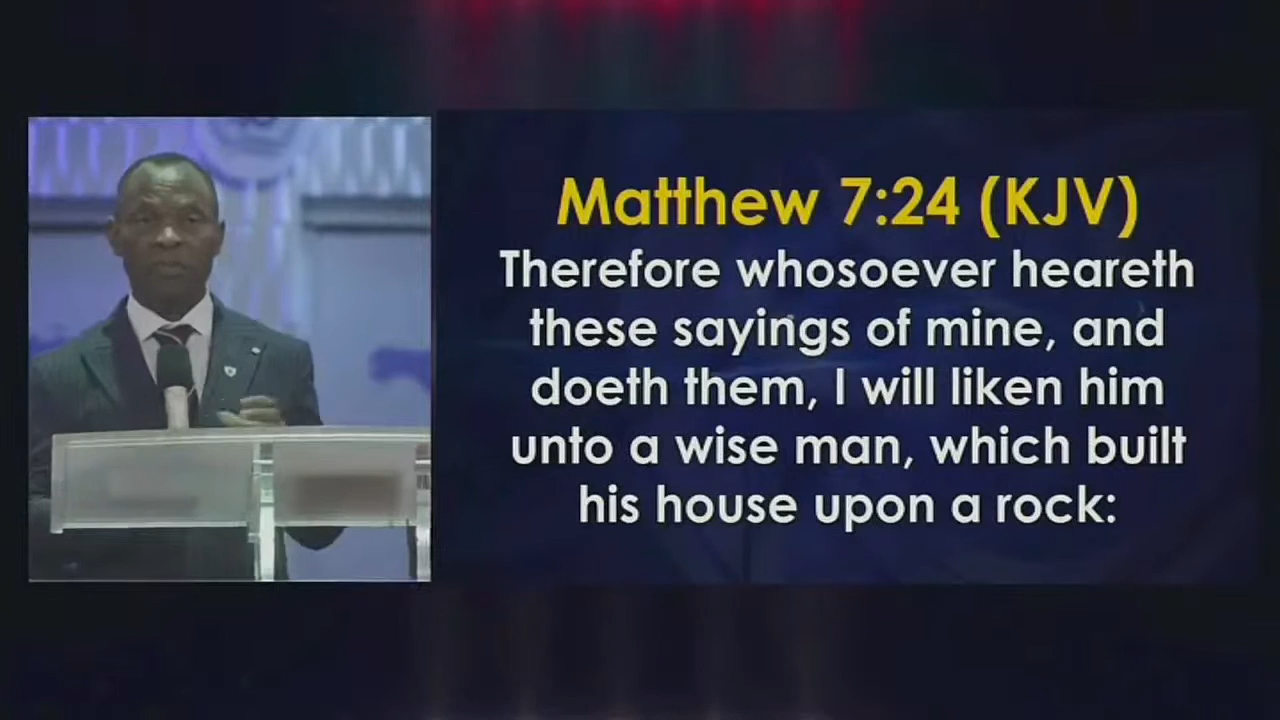 Matthew 7:24 (KJV)
Therefore whosoever heareth
these sayings of mine, and
doeth them, I will liken him
unto a wise man, which built
his house upon a rock: